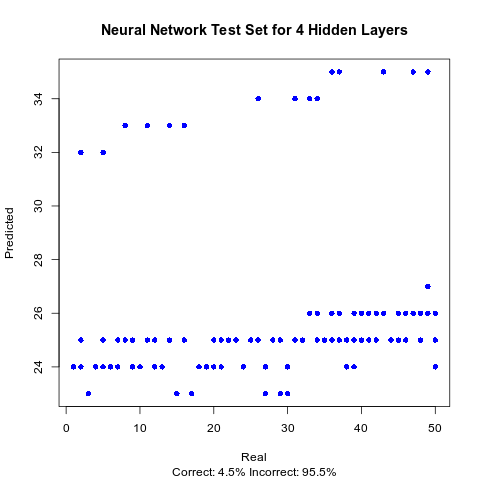 Neural Network Test Set for 4 Hidden Layers
Predicted
34
32
30
28
26
24
0 10 20 30 40 50
Real
Correct: 4.5% Incorrect: 95.5%